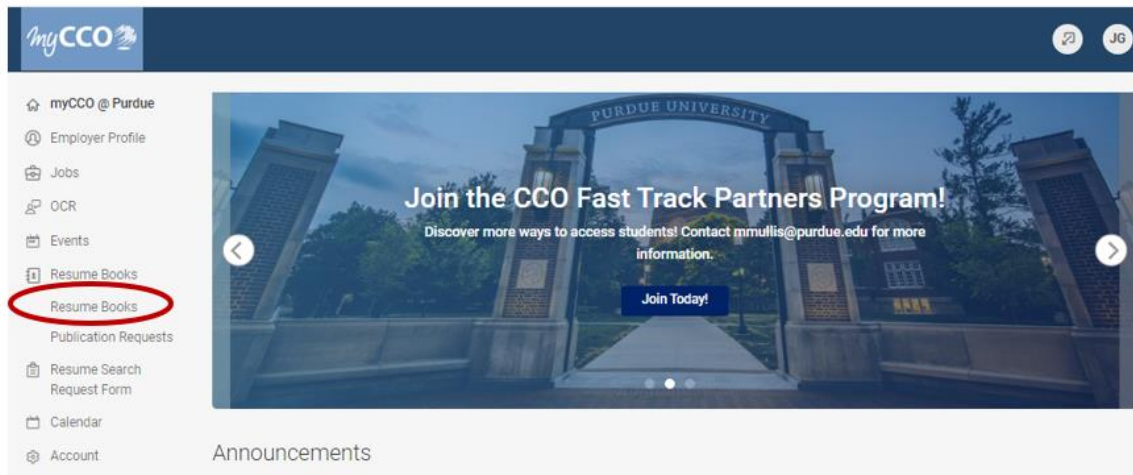 myCCO
JG
myCCO @ Purdue
Employer Profile
Jobs
OCR
Events
Resume Books
Resume Books
Publication Requests
Resume Search
Request Form
Calendar
Account
PURDUE UNIVERSITY
Join the CCO Fast Track Partners Program!
Discover more ways to access students! Contact mmullis@purdue.edu for more
information.
Join Today!
Announcements